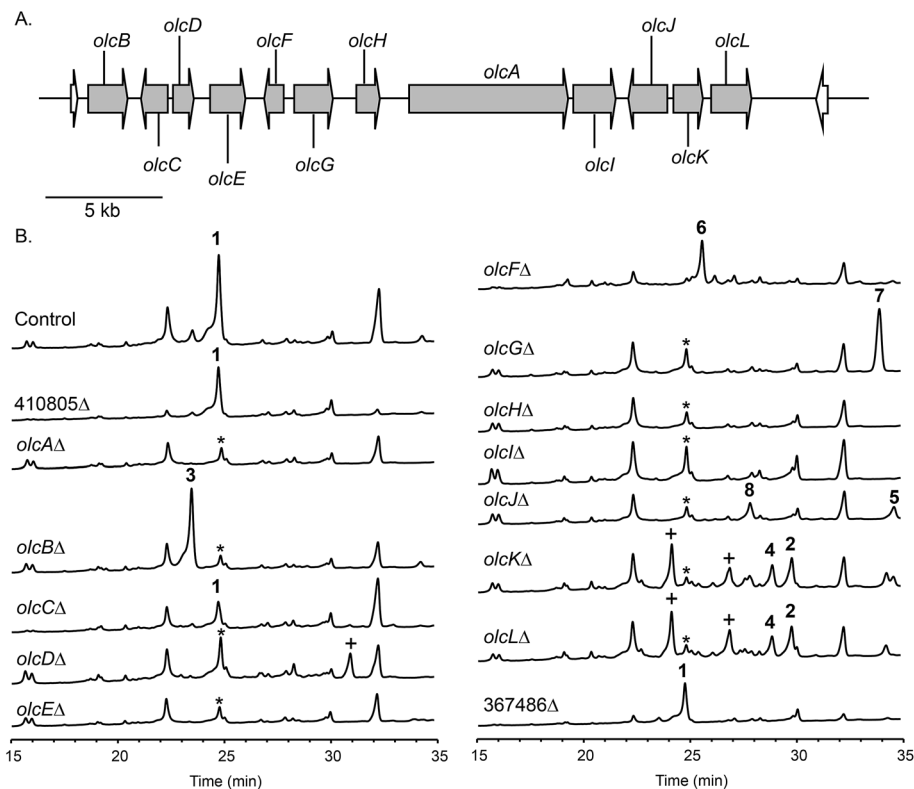 A.
olcB
olcD
olcF
olcH
olcJ
olcL
olcA
olcC
olcE
olcG
olcI
olcK
5 kb
B.
1
Control
1
410805Δ
*
olcAΔ
3
*
olcBΔ
1
olcCΔ
* +
olcDΔ
*
olcEΔ
15 20 25 30 35
Time (min)
6
olcFΔ
7
* 
olcGΔ
*
olcHΔ
*
olcIΔ
* 8 5
olcJΔ
+ * + 4 2
olcKΔ
+ * + 4 2
olcLΔ
1
367486Δ
15 20 25 30 35
Time (min)